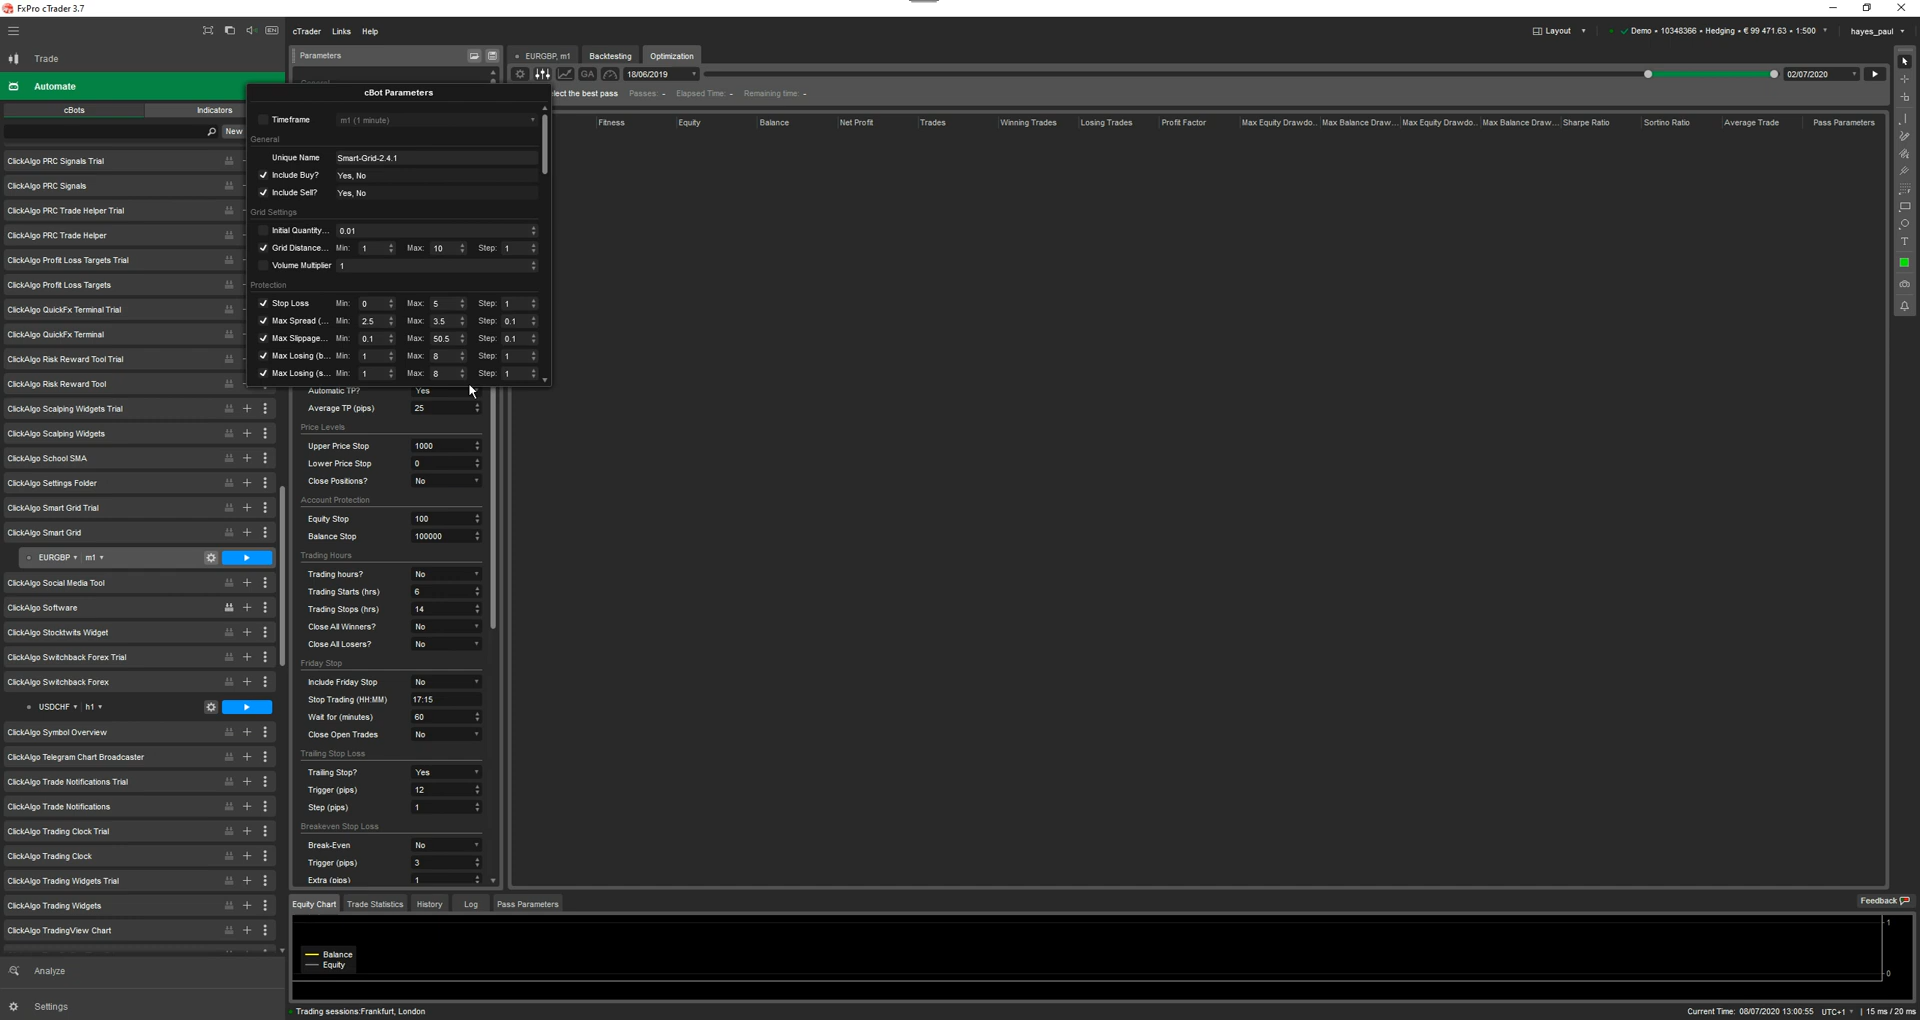 FxPro cTrader 3.7
EN
cTrader Links Help
Layout
Demo • 10348366 • Hedging • € 99 471.63 • 1:500
hayes_paul
Trade
Automate
cBots Indicators
New
ClickAlgo PRC Signals Trial
ClickAlgo PRC Signals
ClickAlgo PRC Trade Helper Trial
ClickAlgo PRC Trade Helper
ClickAlgo Profit Loss Targets Trial
ClickAlgo Profit Loss Targets
ClickAlgo QuickFx Terminal Trial
ClickAlgo QuickFx Terminal
ClickAlgo Risk Reward Tool Trial
ClickAlgo Risk Reward Tool
ClickAlgo Scalping Widgets Trial
ClickAlgo Scalping Widgets
ClickAlgo School SMA
ClickAlgo Settings Folder
ClickAlgo Smart Grid Trial
ClickAlgo Smart Grid
EURGBP m1
ClickAlgo Social Media Tool
ClickAlgo Software
ClickAlgo Stocktwits Widget
ClickAlgo Switchback Forex Trial
ClickAlgo Switchback Forex
USDCHF h1
ClickAlgo Symbol Overview
ClickAlgo Telegram Chart Broadcaster
ClickAlgo Trade Notifications Trial
ClickAlgo Trade Notifications
ClickAlgo Trading Clock Trial
ClickAlgo Trading Clock
ClickAlgo Trading Widgets Trial
ClickAlgo Trading Widgets
ClickAlgo TradingView Chart
Analyze
Settings
Parameters
cBot Parameters
Timeframe m1 (1 minute)
General
Unique Name Smart-Grid-2.4.1
Include Buy? Yes, No
Include Sell? Yes, No
Grid Settings
Initial Quantity... 0.01
Grid Distance... Min: 1 Max: 10 Step: 1
Volume Multiplier 1
Protection
Stop Loss Min: 0 Max: 5 Step: 1
Max Spread (... Min: 2.5 Max: 3.5 Step: 0.1
Max Slippage... Min: 0.1 Max: 50.5 Step: 0.1
Max Losing (b... Min: 1 Max: 8 Step: 1
Max Losing (s... Min: 1 Max: 8 Step: 1
Automatic TP? Yes
Average TP (pips) 25
Price Levels
Upper Price Stop 1000
Lower Price Stop 0
Close Positions? No
Account Protection
Equity Stop 100
Balance Stop 100000
Trading Hours
Trading hours? No
Trading Starts (hrs) 6
Trading Stops (hrs) 14
Close All Winners? No
Close All Losers? No
Friday Stop
Include Friday Stop No
Stop Trading (HH:MM) 17:15
Wait for (minutes) 60
Close Open Trades No
Trailing Stop Loss
Trailing Stop? Yes
Trigger (pips) 12
Step (pips) 1
Breakeven Stop Loss
Break-Even No
Trigger (pips) 3
Extra (pips) 1
EURGBP, m1 Backtesting Optimization
GA 18/06/2019 02/07/2020
lect the best pass Passes: - Elapsed Time: - Remaining time: -
Fitness Equity Balance Net Profit Trades Winning Trades Losing Trades Profit Factor Max Equity Drawdo... Max Balance Draw... Max Equity Drawdo... Max Balance Draw... Sharpe Ratio Sortino Ratio Average Trade Pass Parameters
Equity Chart Trade Statistics History Log Pass Parameters
Feedback
Balance
Equity
1
0
Trading sessions:Frankfurt, London
Current Time: 08/07/2020 13:00:55 UTC+1 | 15 ms / 20 ms